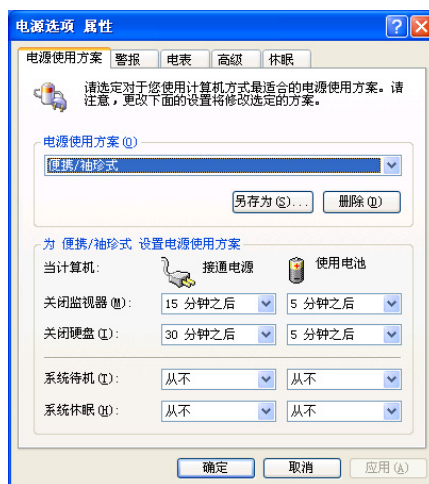 电源选项 属性
电源使用方案 警报 电表 高级 休眠
请选定对于您使用计算机方式最适合的电源使用方案。请
注意，更改下面的设置将修改选定的方案。
电源使用方案(O)
便携/袖珍式
另存为(S)... 删除(D)
为 便携/袖珍式 设置电源使用方案
当计算机: 接通电源 使用电池
关闭监视器(M): 15 分钟之后 5 分钟之后
关闭硬盘(I): 30 分钟之后 5 分钟之后
系统待机(T): 从不 从不
系统休眠(H): 从不 从不
确定 取消 应用(A)